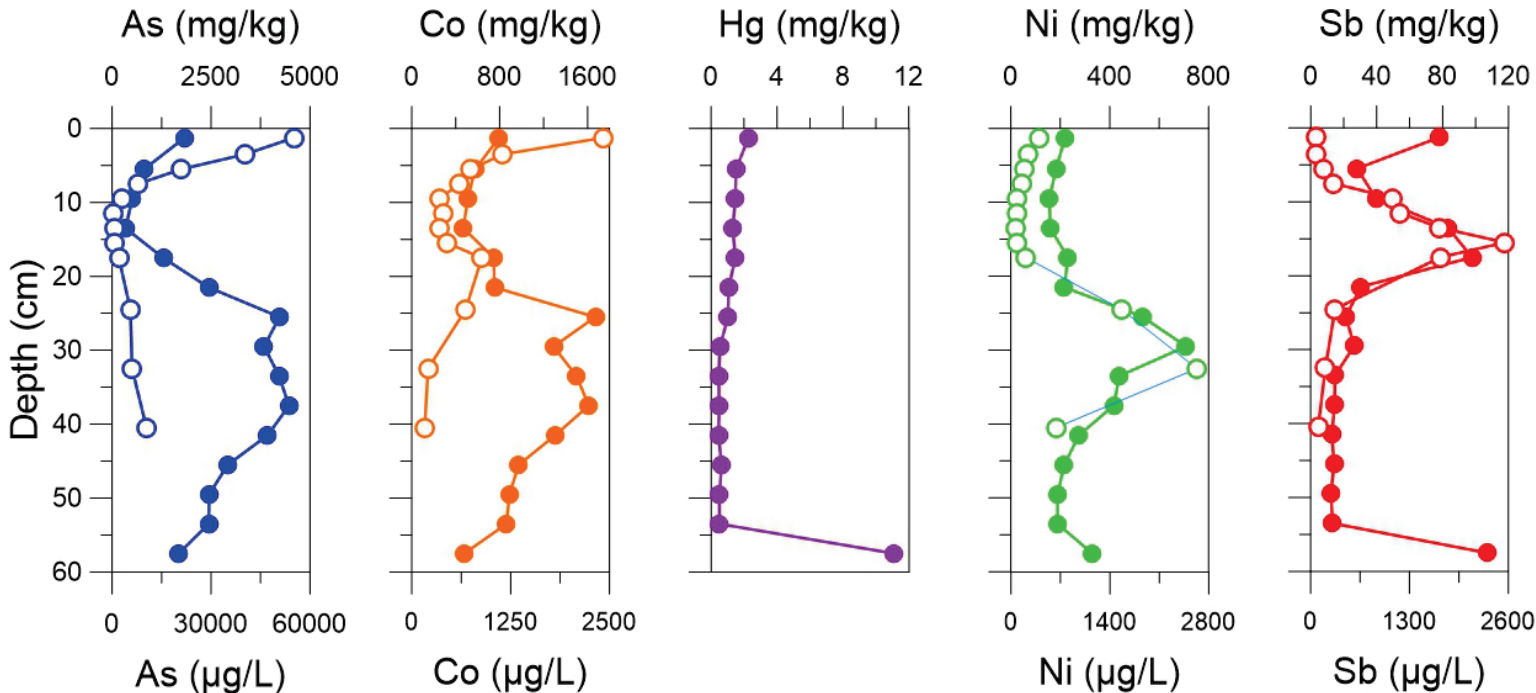 As (mg/kg) Co (mg/kg) Hg (mg/kg) Ni (mg/kg) Sb (mg/kg)
0 2500 5000 0 800 1600 0 4 8 12 0 400 800 0 40 80 120
0
10
20
30
40
50
60
Depth (cm)
0 30000 60000 0 1250 2500 0 1400 2800 0 1300 2600
As (µg/L) Co (µg/L) Ni (µg/L) Sb (µg/L)